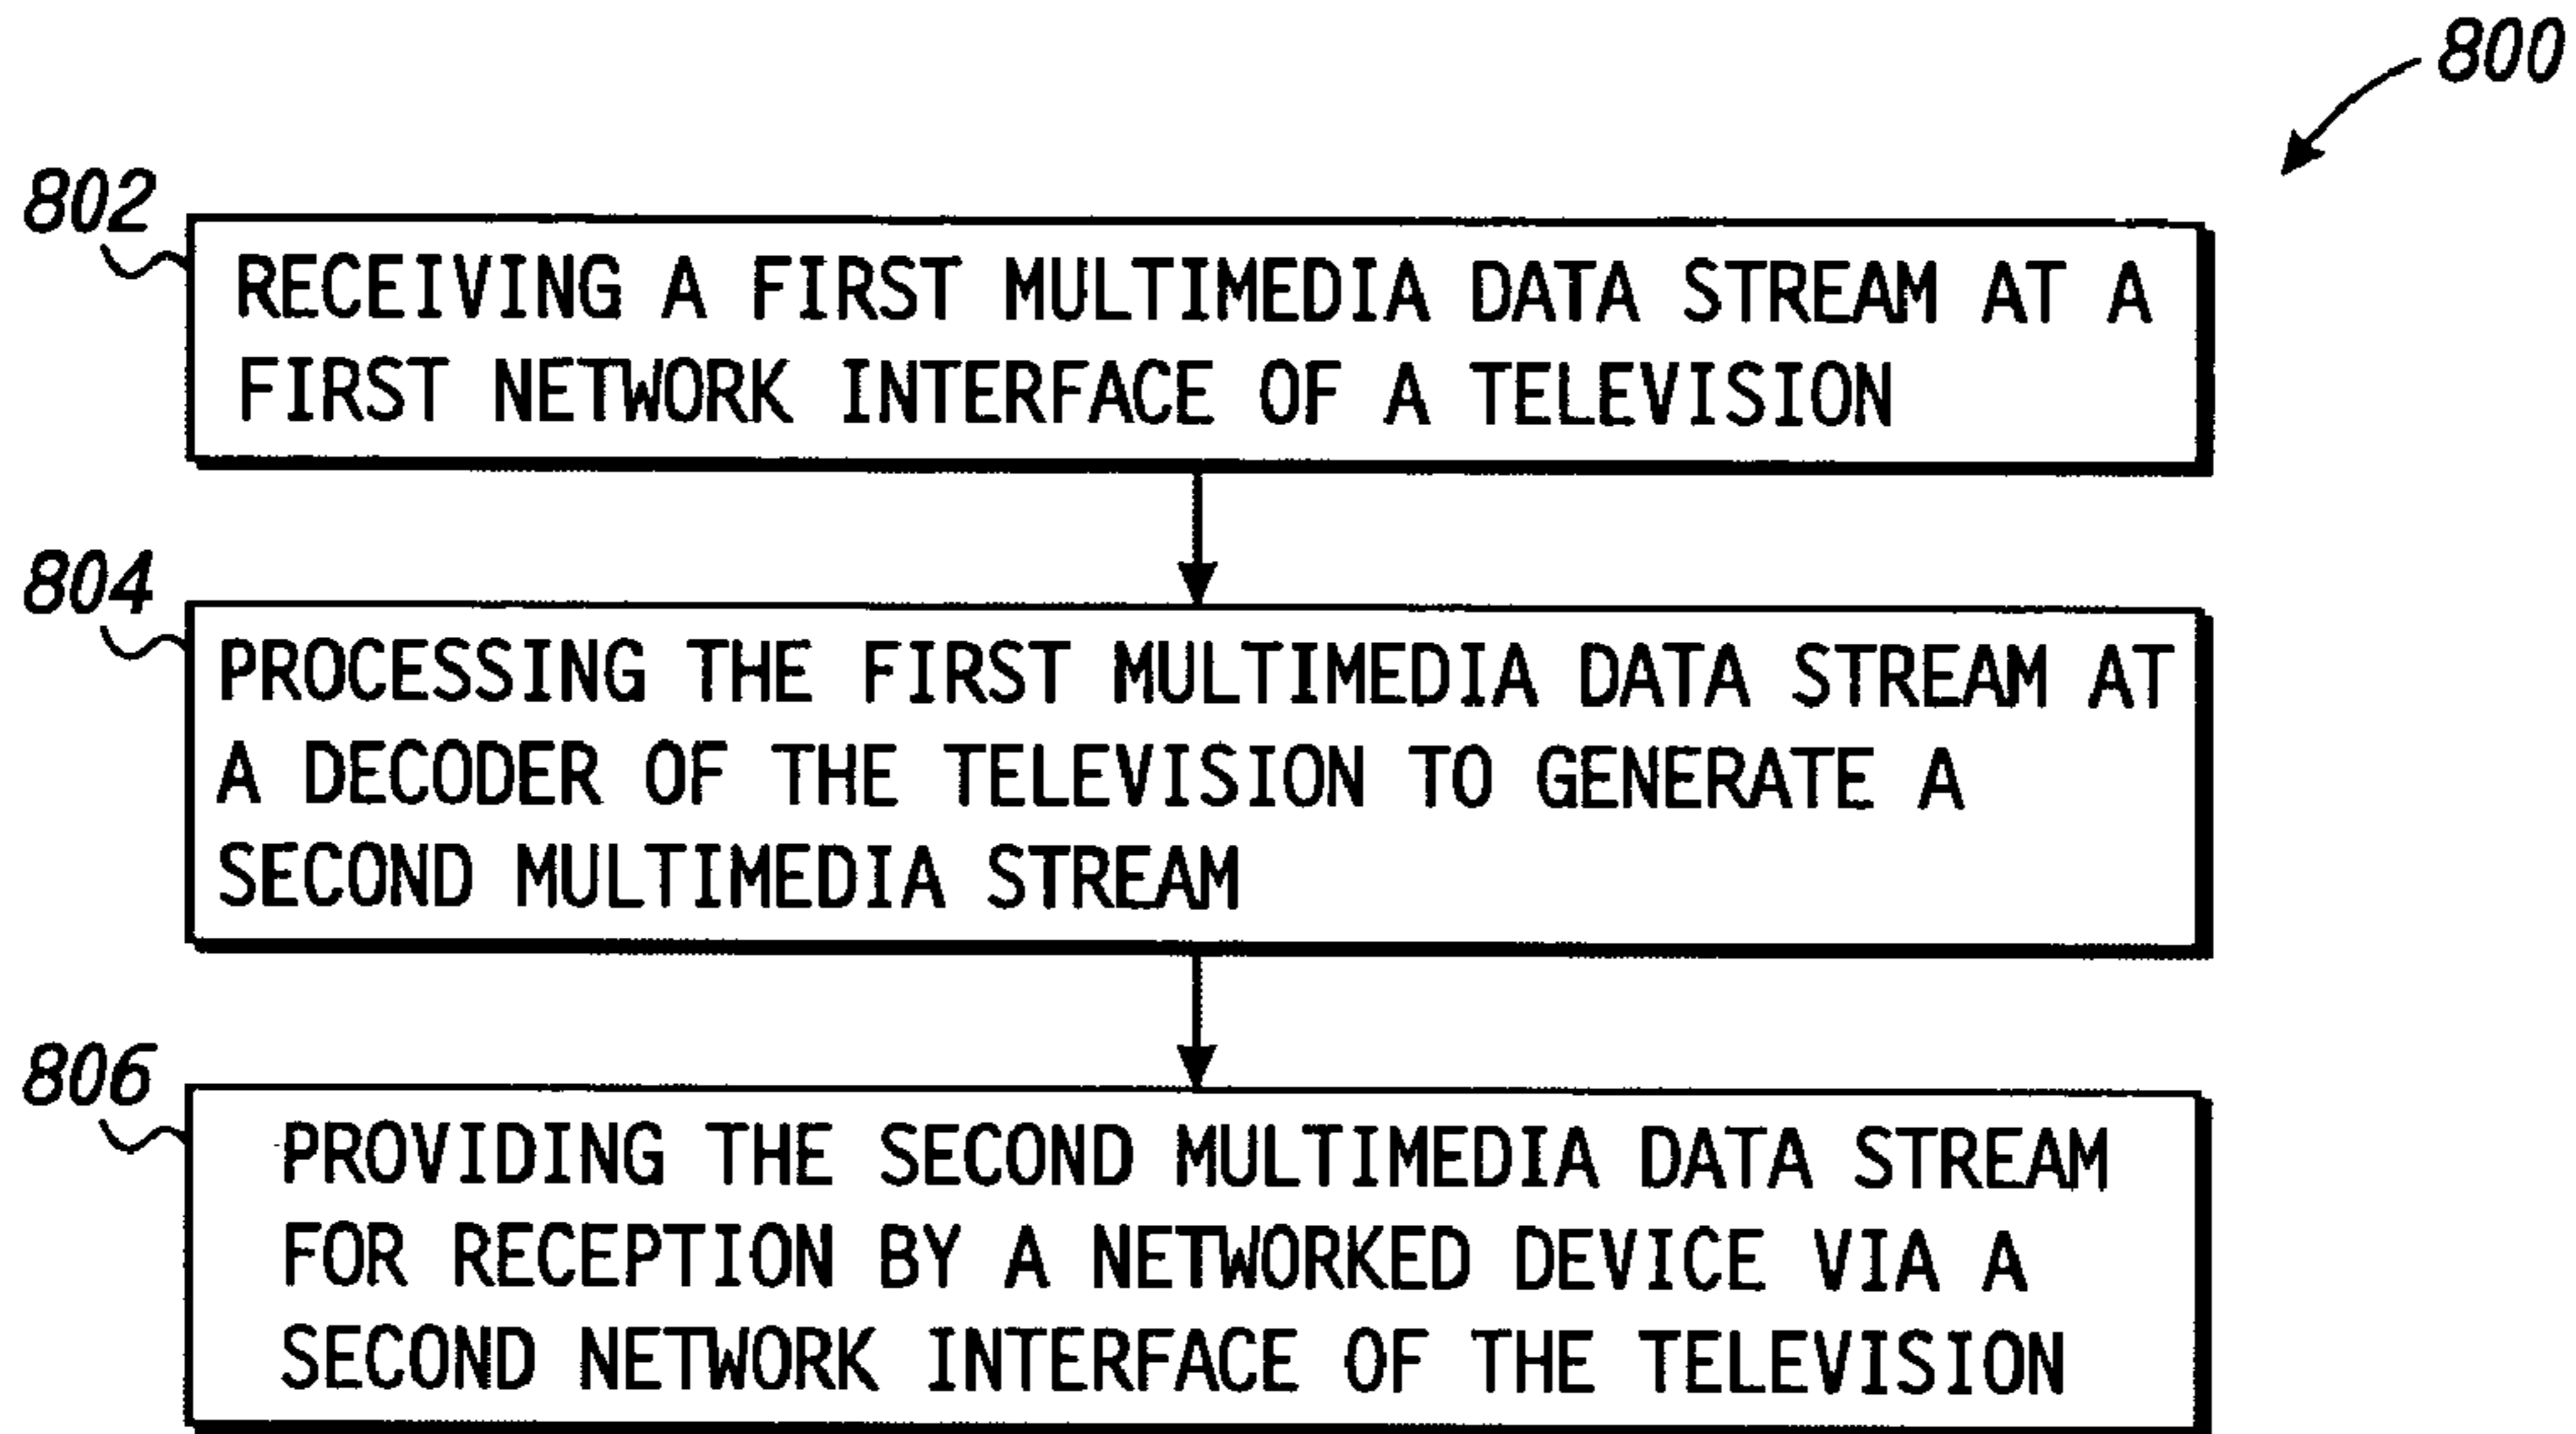 800
802
RECEIVING A FIRST MULTIMEDIA DATA STREAM AT A
FIRST NETWORK INTERFACE OF A TELEVISION
804
PROCESSING THE FIRST MULTIMEDIA DATA STREAM AT
A DECODER OF THE TELEVISION TO GENERATE A
SECOND MULTIMEDIA STREAM
806
PROVIDING THE SECOND MULTIMEDIA DATA STREAM
FOR RECEPTION BY A NETWORKED DEVICE VIA A
SECOND NETWORK INTERFACE OF THE TELEVISION